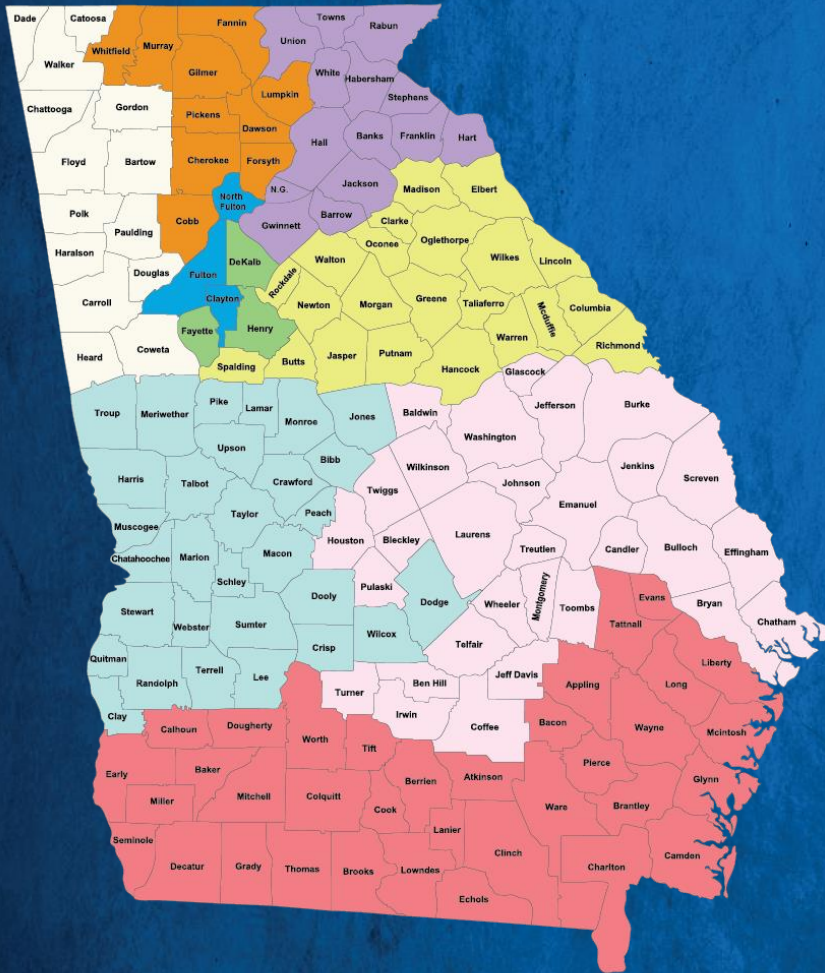 Dade
Catoosa
Whitfield
Murray
Fannin
Union
Towns
Rabun
Walker
Gilmer
White
Habersham
Lumpkin
Stephens
Chattooga
Gordon
Pickens
Dawson
Hall
Banks
Franklin
Hart
Floyd
Bartow
Cherokee
Forsyth
N.G.
Jackson
Madison
Elbert
North
Fulton
Polk
Paulding
Cobb
Gwinnett
Barrow
Clarke
Oconee
Oglethorpe
Haralson
Douglas
Fulton
DeKalb
Rockdale
Walton
Wilkes
Lincoln
Carroll
Clayton
Newton
Morgan
Greene
Taliaferro
Mcduffie
Columbia
Fayette
Henry
Warren
Richmond
Heard
Coweta
Spalding
Butts
Jasper
Putnam
Hancock
Glascock
Troup
Meriwether
Pike
Lamar
Monroe
Jones
Baldwin
Washington
Jefferson
Burke
Upson
Bibb
Wilkinson
Jenkins
Screven
Harris
Talbot
Crawford
Twiggs
Johnson
Emanuel
Taylor
Peach
Muscogee
Houston
Bleckley
Laurens
Treutlen
Candler
Bulloch
Effingham
Chatahoochee
Marion
Macon
Schley
Pulaski
Dodge
Wheeler
Montgomery
Toombs
Evans
Bryan
Chatham
Stewart
Webster
Sumter
Dooly
Wilcox
Tattnall
Crisp
Telfair
Quitman
Randolph
Terrell
Lee
Turner
Ben Hill
Jeff Davis
Appling
Long
Liberty
Clay
Calhoun
Dougherty
Worth
Tift
Irwin
Coffee
Bacon
Wayne
Mcintosh
Early
Baker
Berrien
Atkinson
Pierce
Glynn
Miller
Mitchell
Colquitt
Cook
Ware
Brantley
Lanier
Seminole
Decatur
Grady
Thomas
Brooks
Lowndes
Clinch
Charlton
Camden
Echols